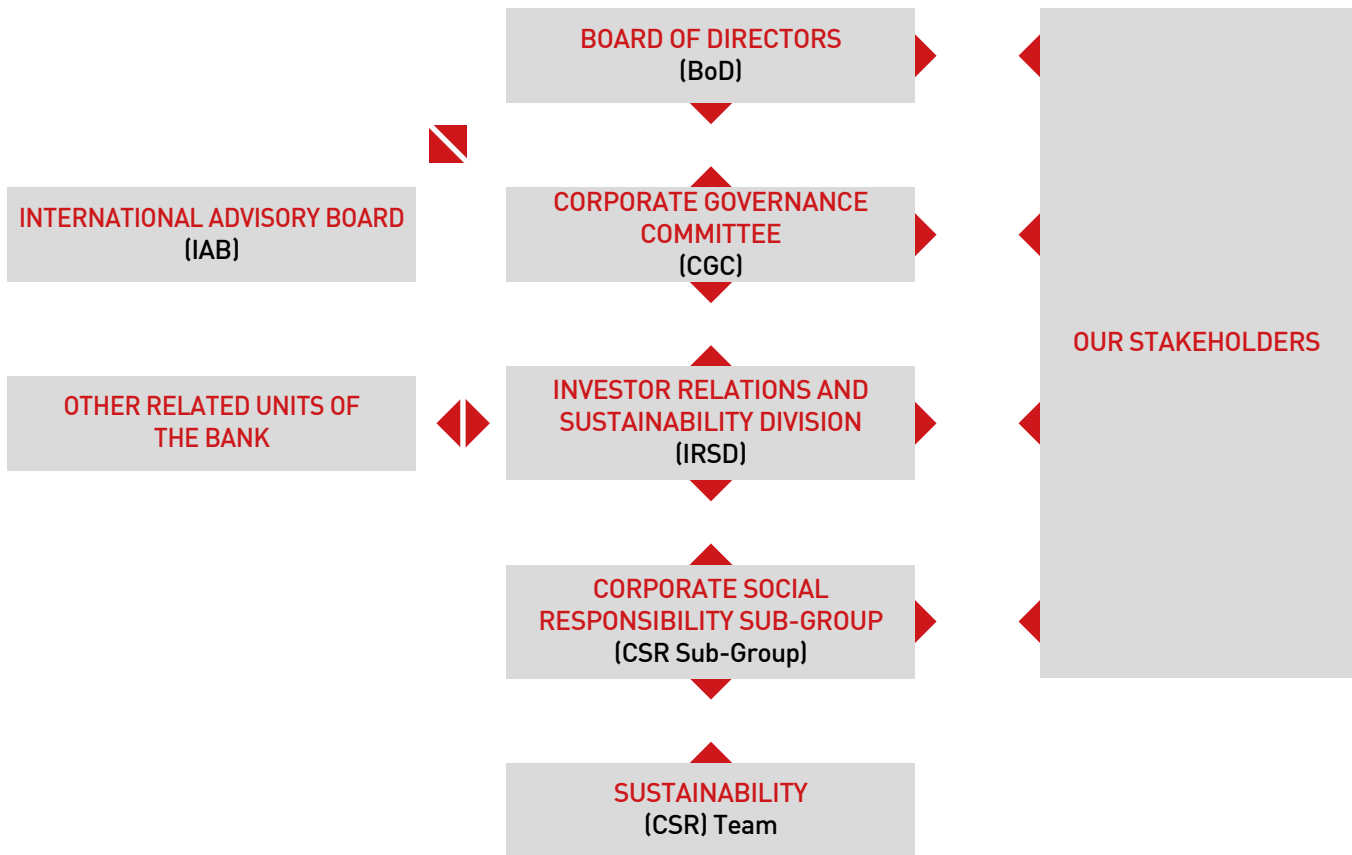 BOARD OF DIRECTORS
(BoD)
INTERNATIONAL ADVISORY BOARD
(IAB)
CORPORATE GOVERNANCE
COMMITTEE
(CGC)
OUR STAKEHOLDERS
OTHER RELATED UNITS OF
THE BANK
INVESTOR RELATIONS AND
SUSTAINABILITY DIVISION
(IRSD)
CORPORATE SOCIAL
RESPONSIBILITY SUB-GROUP
(CSR Sub-Group)
SUSTAINABILITY
(CSR) Team